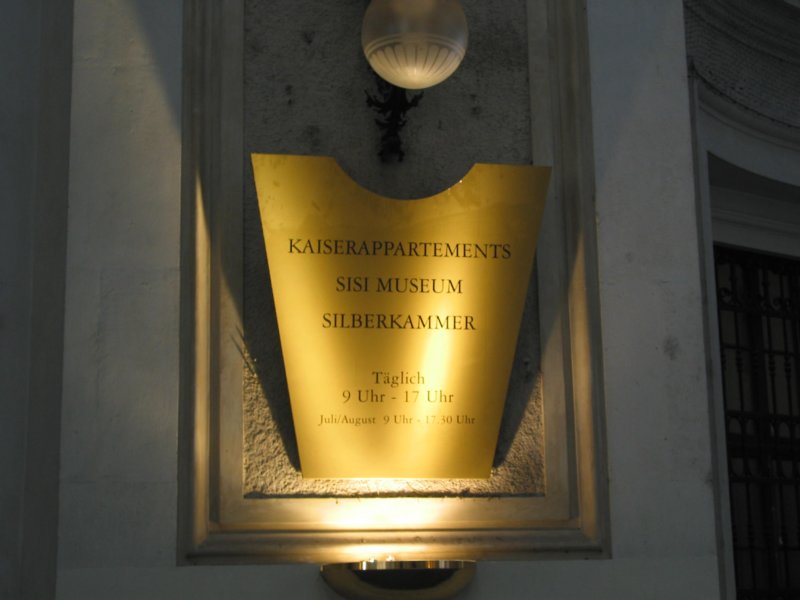 KAISERAPPARTEMENTS
SISI MUSEUM
SILBERKAMMER
Täglich
9 Uhr - 17 Uhr
Juli/August 9 Uhr - 17.30 Uhr